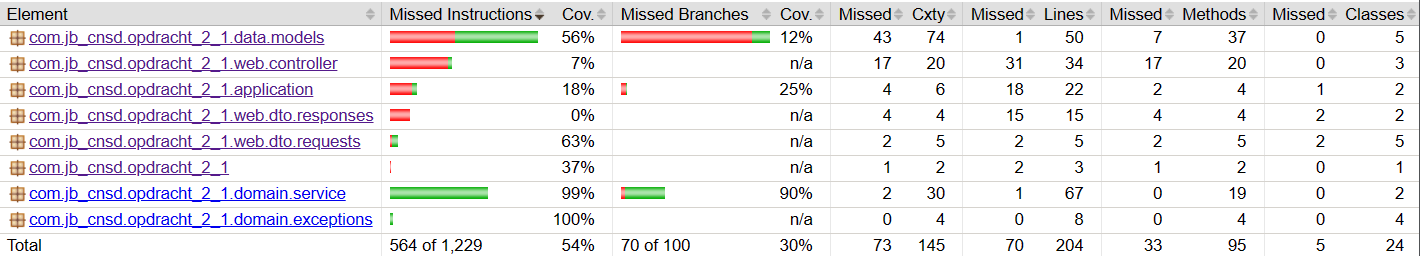 Element Missed Instructions Cov. Missed Branches Cov. Missed Cxty Missed Lines Missed Methods Missed Classes
com.jb_cnsd.opdracht_2_1.data.models 56% 12% 43 74 1 50 7 37 0 5
com.jb_cnsd.opdracht_2_1.web.controller 7% n/a 17 20 31 34 17 20 0 3
com.jb_cnsd.opdracht_2_1.application 18% 25% 4 6 18 22 2 4 1 2
com.jb_cnsd.opdracht_2_1.web.dto.responses 0% n/a 4 4 15 15 4 4 2 2
com.jb_cnsd.opdracht_2_1.web.dto.requests 63% n/a 2 5 2 5 2 5 2 5
com.jb_cnsd.opdracht_2_1 37% n/a 1 2 2 3 1 2 0 1
com.jb_cnsd.opdracht_2_1.domain.service 99% 90% 2 30 1 67 0 19 0 2
com.jb_cnsd.opdracht_2_1.domain.exceptions 100% n/a 0 4 0 8 0 4 0 4
Total 564 of 1,229 54% 70 of 100 30% 73 145 70 204 33 95 5 24